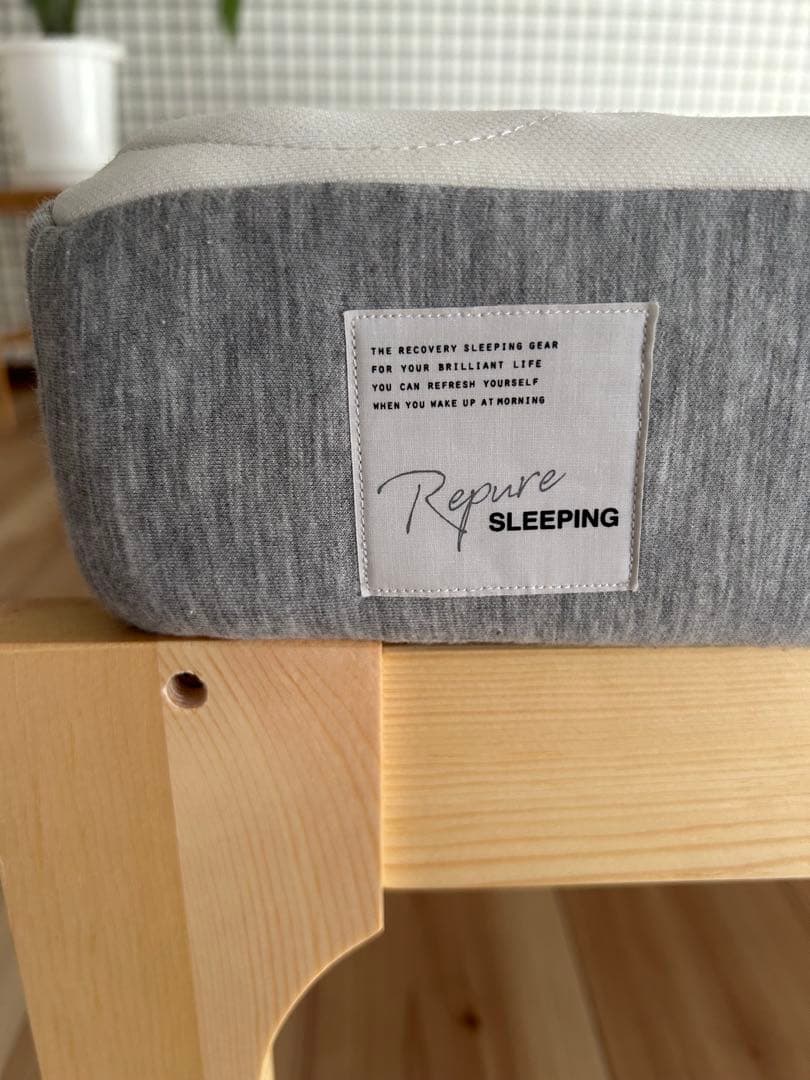 THE RECOVERY SLEEPING GEAR
FOR YOUR BRILLIANT LIFE
YOU CAN REFRESH YOURSELF
WHEN YOU WAKE UP AT MORNING
Repure
SLEEPING